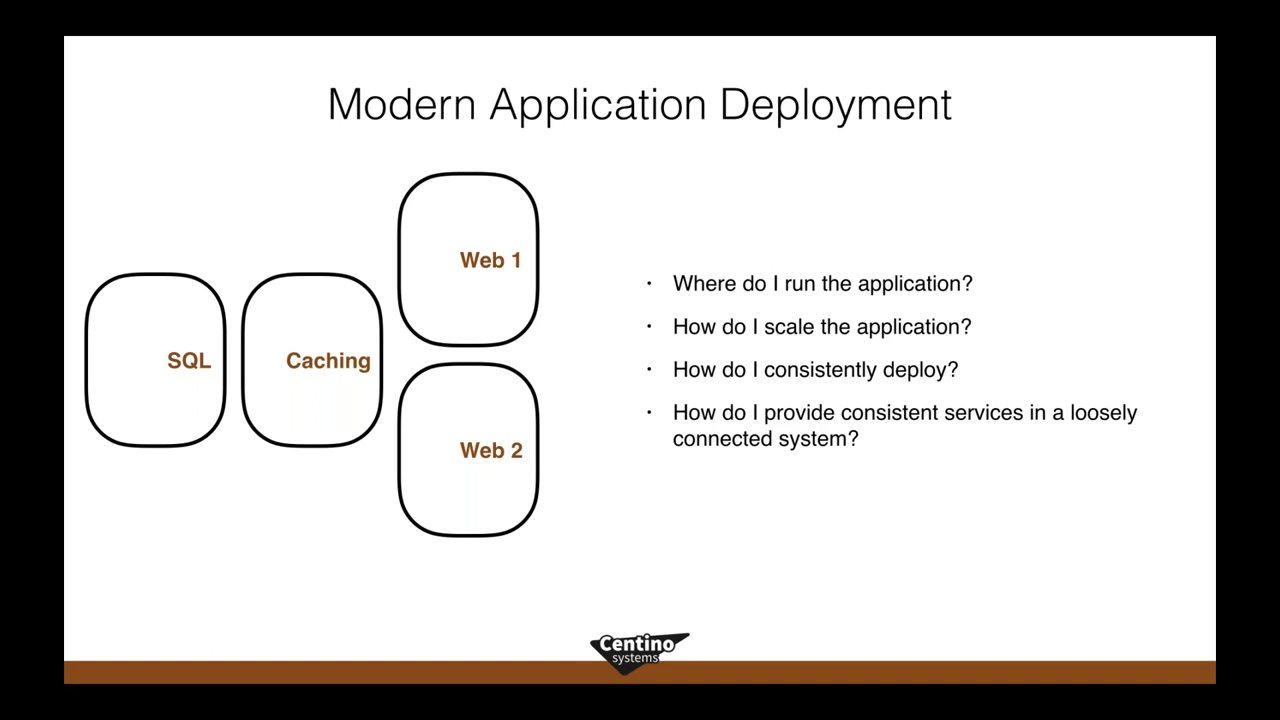 Modern Application Deployment
Web 1
SQL
Caching
Web 2
• Where do I run the application?
• How do I scale the application?
• How do I consistently deploy?
• How do I provide consistent services in a loosely
connected system?
Centino
systems